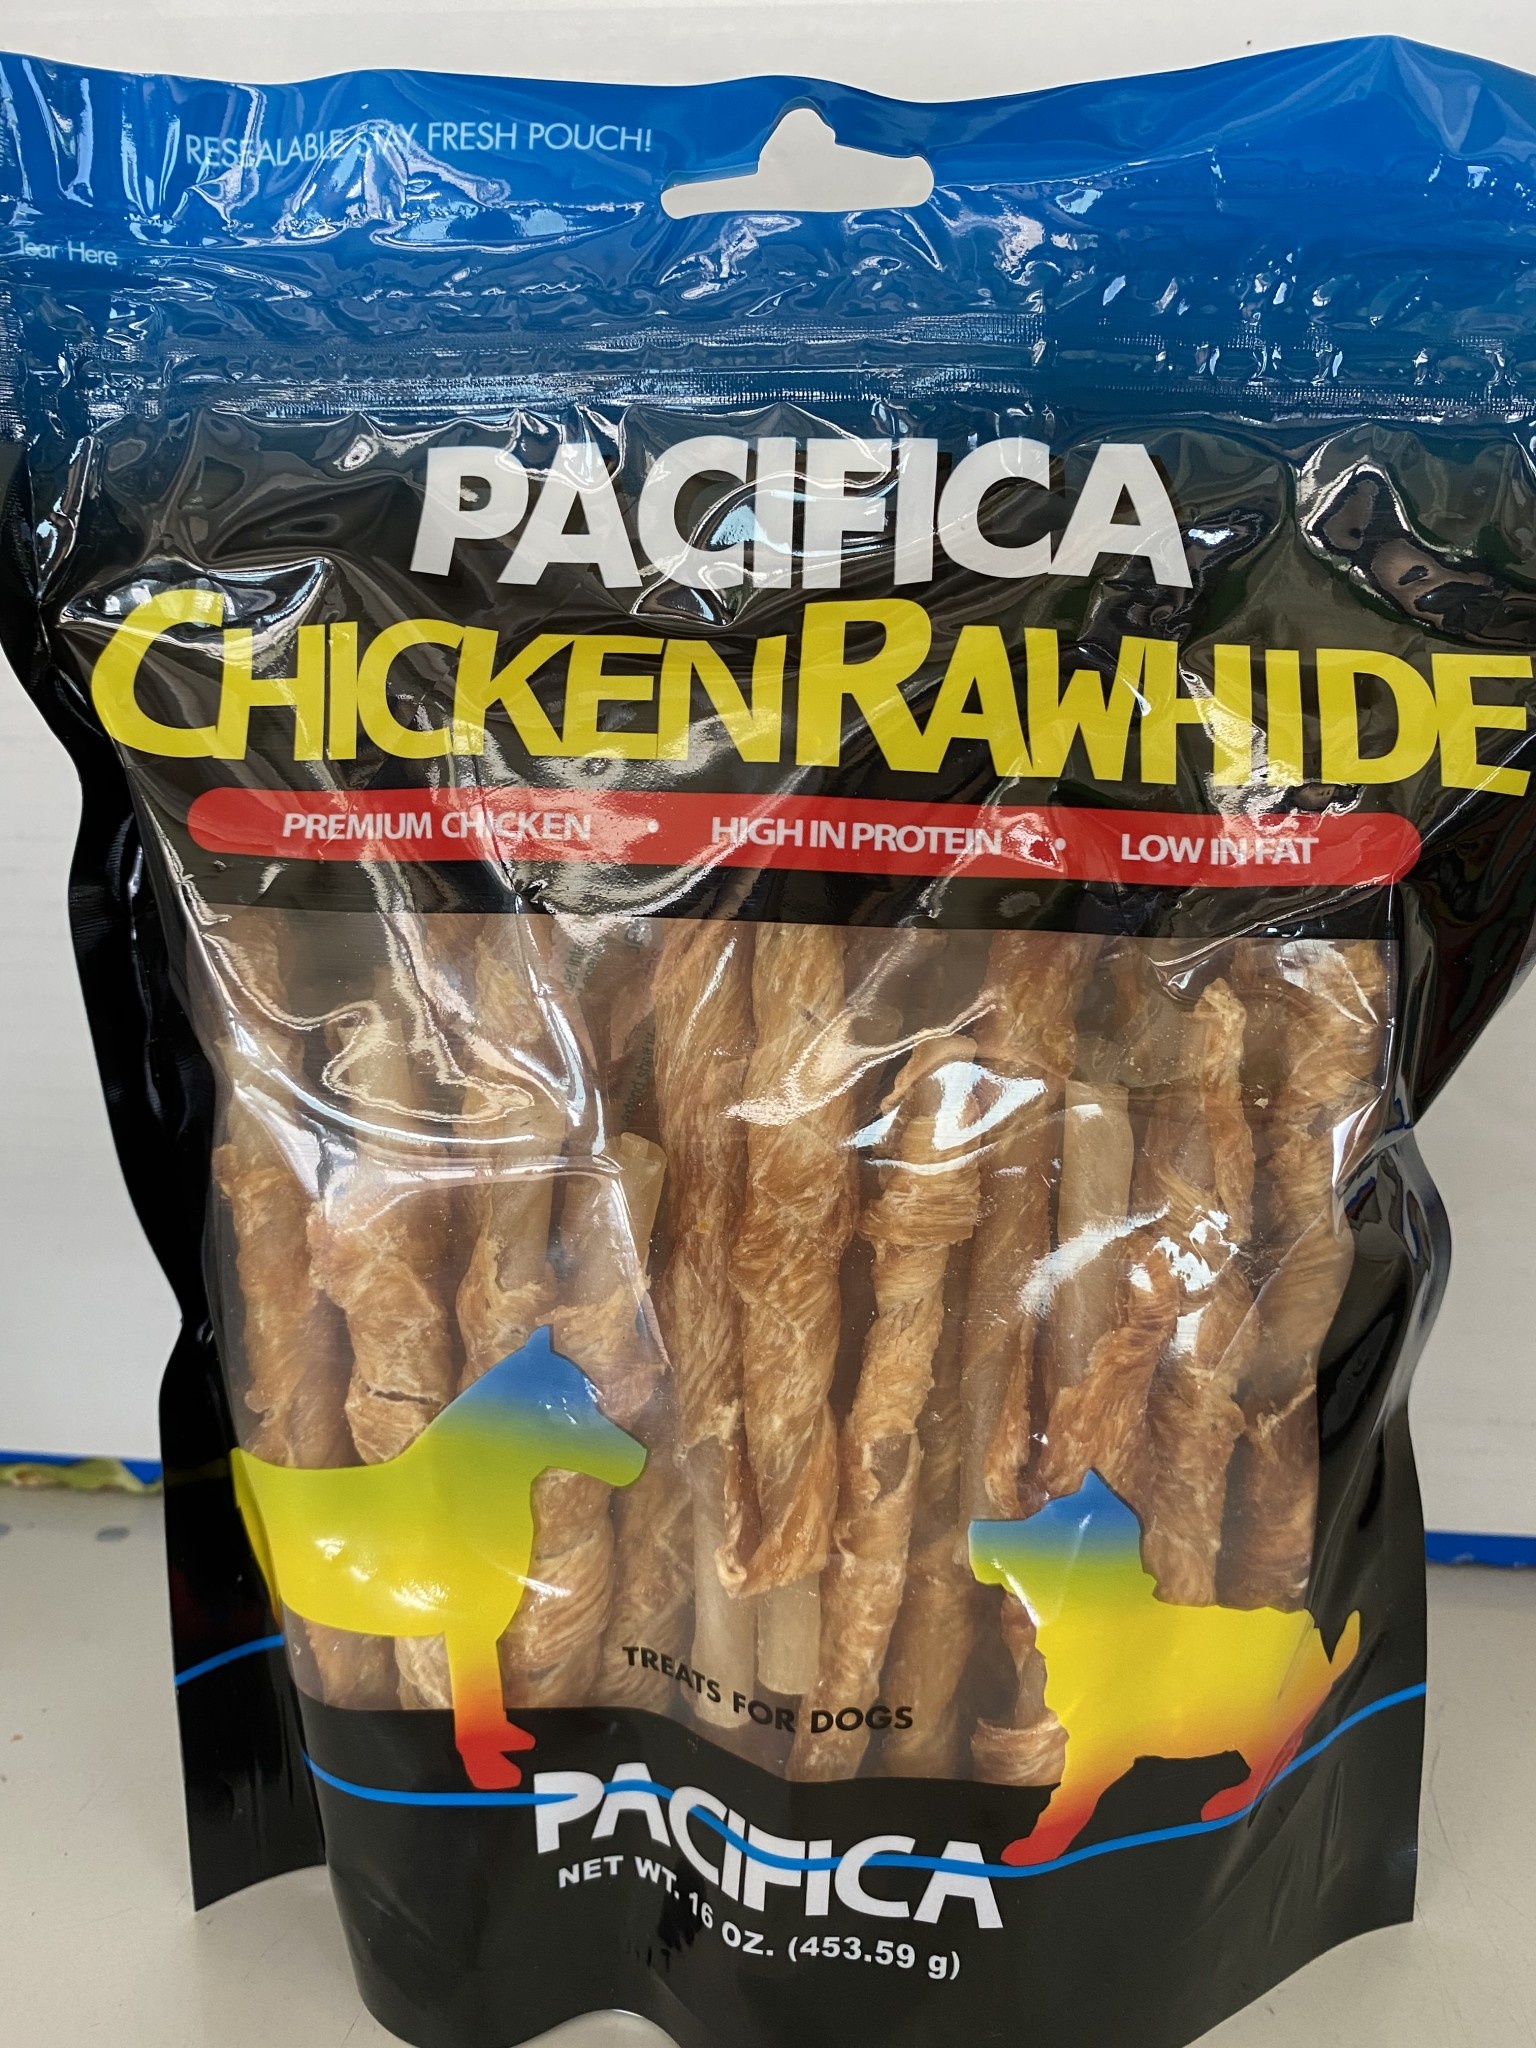 RESEALABLE STAY FRESH POUCH!
Tear Here
PACIFICA
CHICKEN RAWHIDE
PREMIUM CHICKEN • HIGH IN PROTEIN • LOW IN FAT
TREATS FOR DOGS
PACIFICA
NET WT. 16 OZ. (453.59 g)